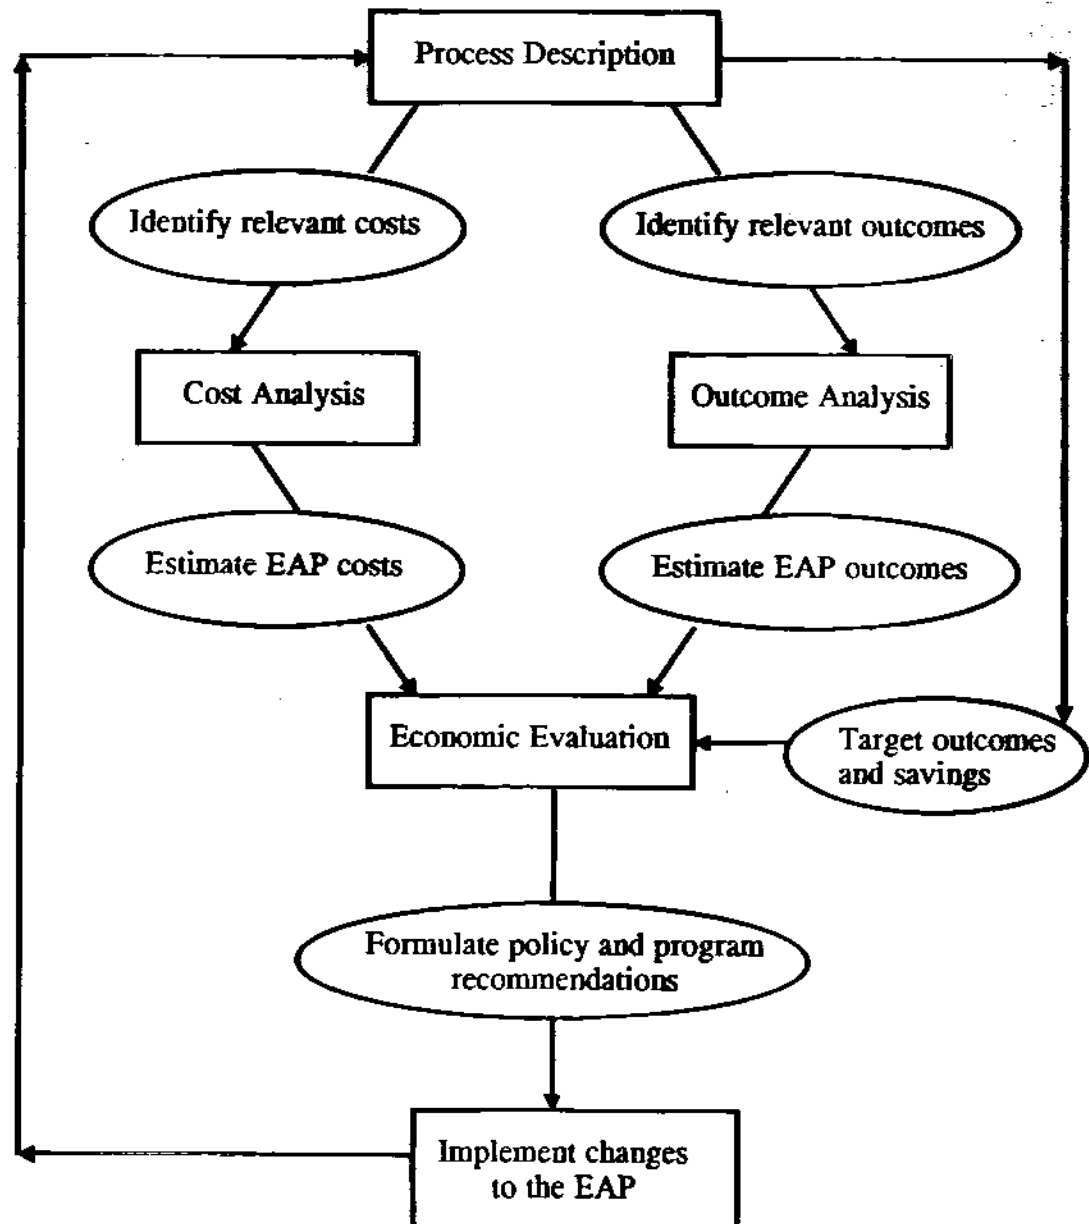 Process Description
Identify relevant costs
Identify relevant outcomes
Cost Analysis
Outcome Analysis
Estimate EAP costs
Estimate EAP outcomes
Economic Evaluation
Target outcomes
and savings
Formulate policy and program
recommendations
Implement changes
to the EAP